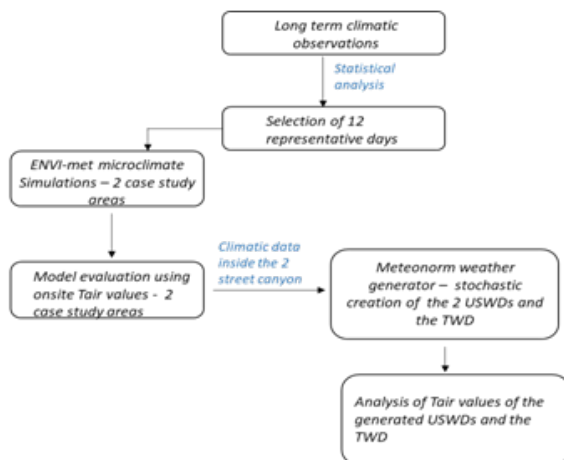 Long term climatic
observations
Statistical
analysis
Selection of 12
representative days
ENVI-met microclimate
Simulations – 2 case study
areas
Model evaluation using
onsite Tair values - 2
case study areas
Climatic data
inside the 2
street canyon
Meteonorm weather
generator – stochastic
creation of the 2 USWDs and
the TWD
Analysis of Tair values of the
generated USWDs and the
TWD